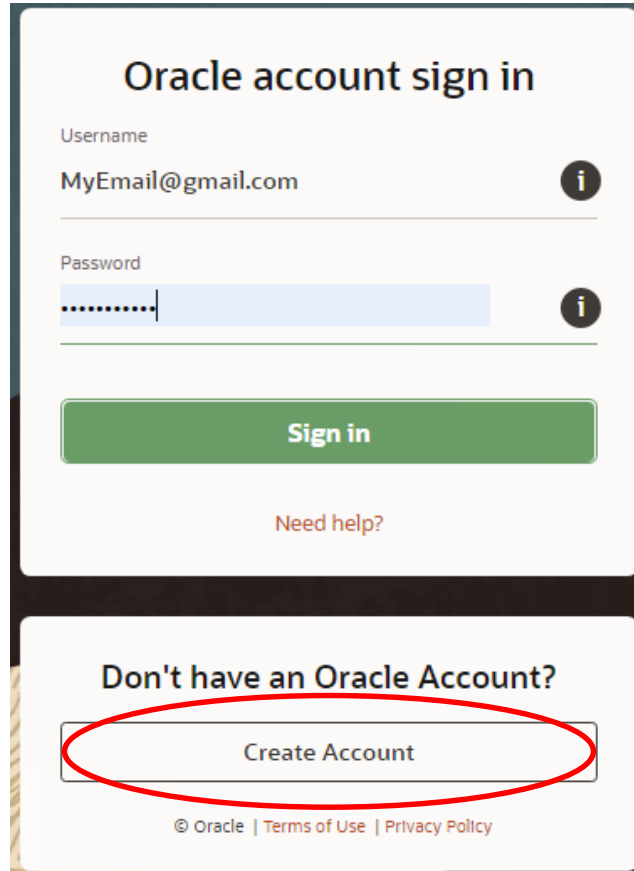 Oracle account sign in
Username
MyEmail@gmail.com
i
Password
...........
i
Sign in
Need help?
Don't have an Oracle Account?
Create Account
© Oracle | Terms of Use | Privacy Policy